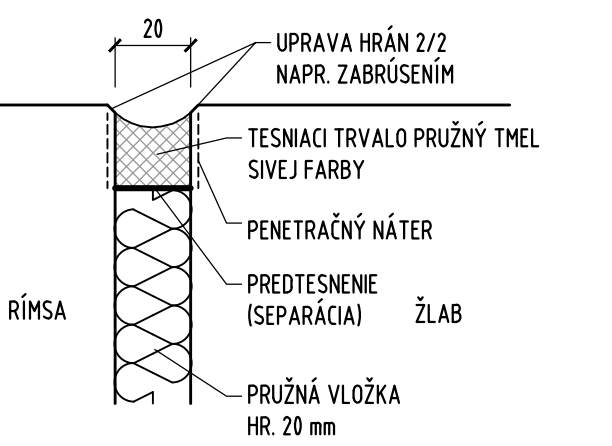 20
UPRAVA HRÁN 2/2
NAPR. ZABRÚSENÍM
TESNIACI TRVALO PRUŽNÝ TMEL
SIVEJ FARBY
PENETRAČNÝ NÁTER
PREDTESNENIE
(SEPARÁCIA)
RÍMSA
ŽLAB
PRUŽNÁ VLOŽKA
HR. 20 mm